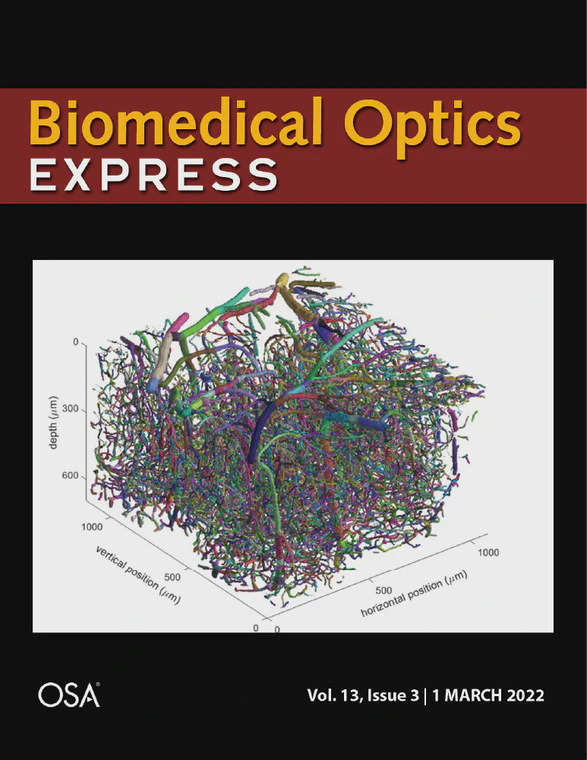 Biomedical Optics
EXPRESS
0
300
600
depth (μm)
1000
500
0
vertical position (μm)
0
500
1000
horizontal position (μm)
OSA®
Vol. 13, Issue 3 | 1 MARCH 2022